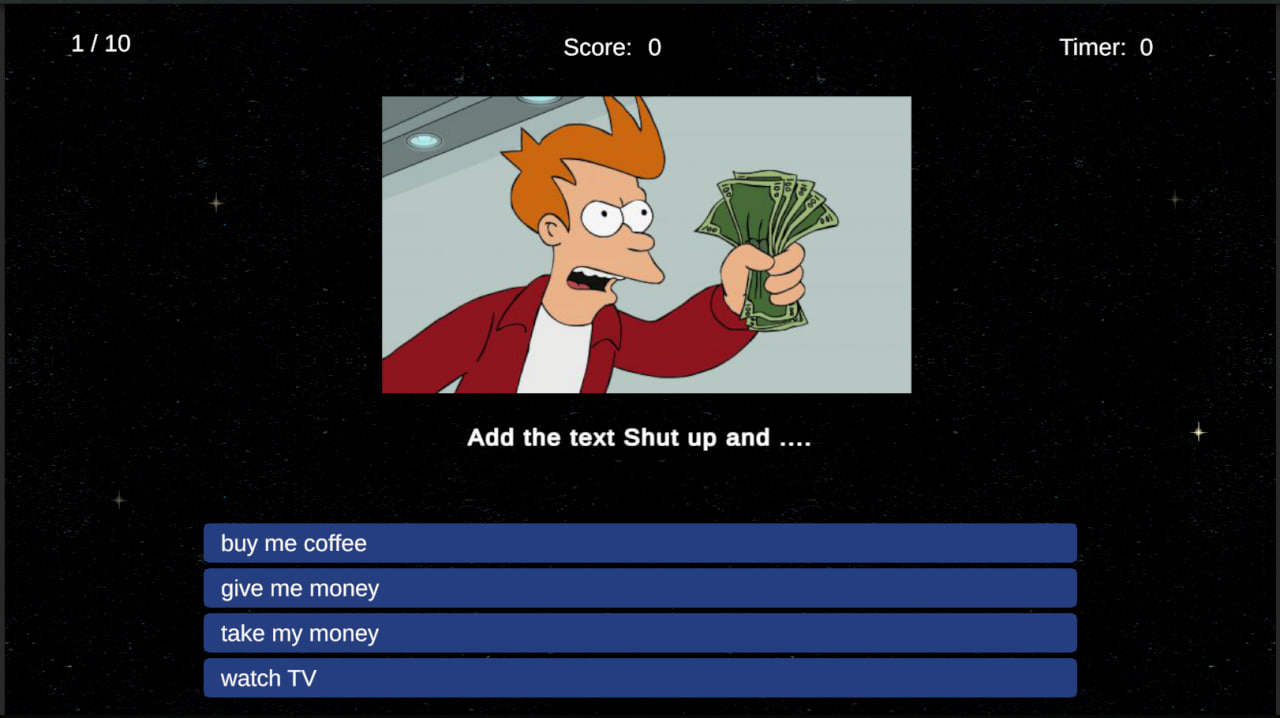 1 / 10
Score: 0
Timer: 0
Add the text Shut up and ....
buy me coffee
give me money
take my money
watch TV